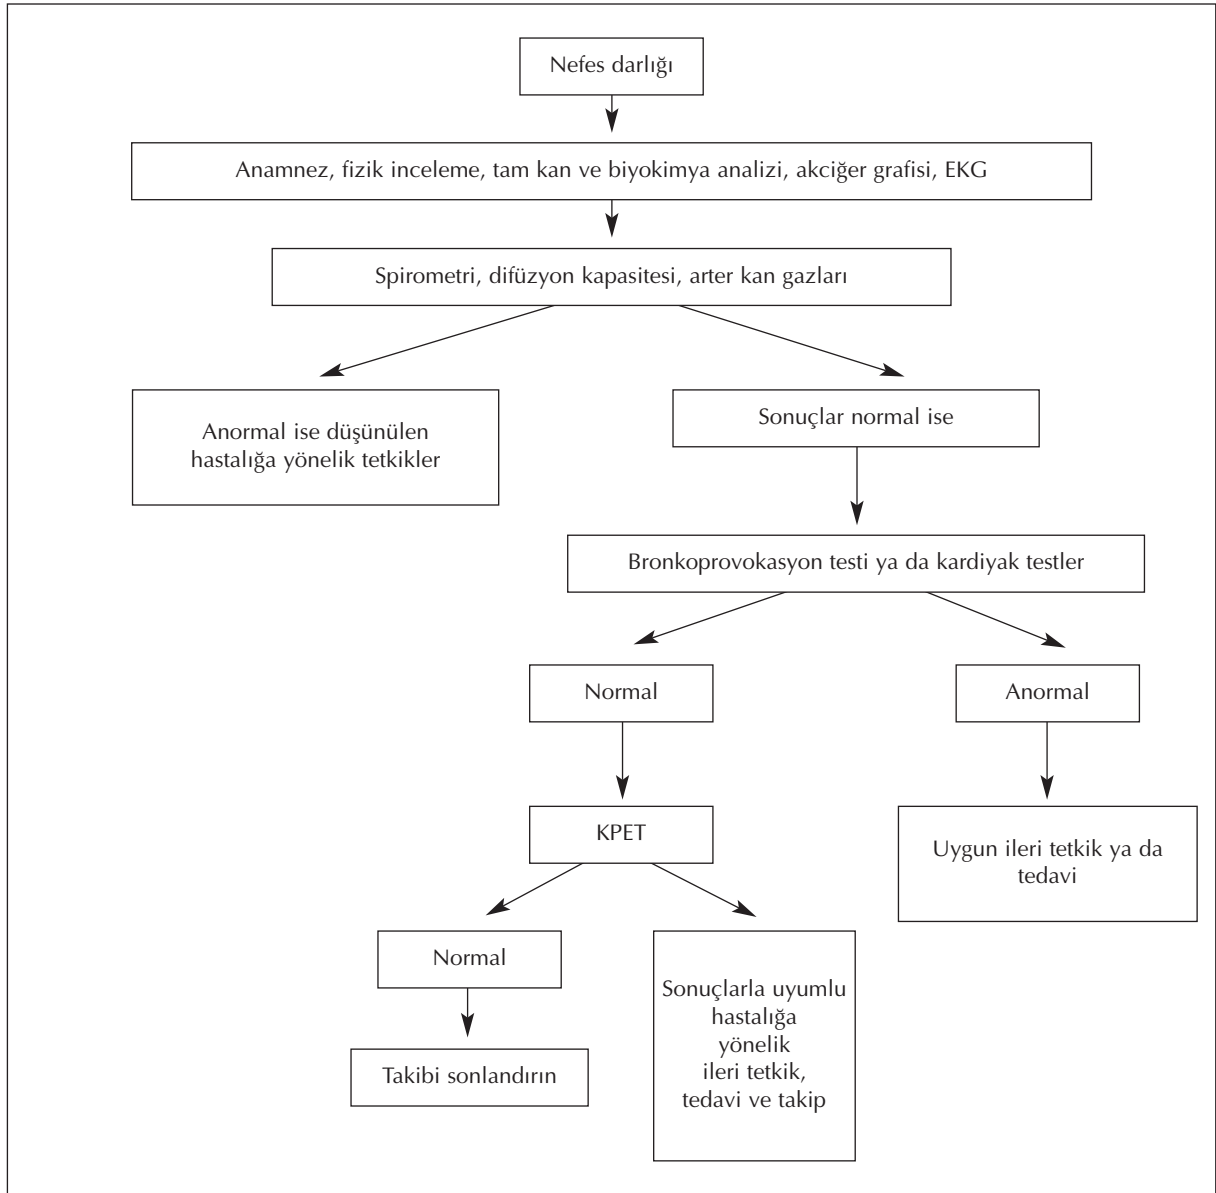 Nefes darlığı
Anamnez, fizik inceleme, tam kan ve biyokimya analizi, akciğer grafisi, EKG
Spirometri, difüzyon kapasitesi, arter kan gazları
Anormal ise düşünülen
hastalığa yönelik tetkikler
Sonuçlar normal ise
Bronkoprovokasyon testi ya da kardiyak testler
Normal
Anormal
KPET
Uygun ileri tetkik ya da
tedavi
Normal
Sonuçlarla uyumlu
hastalığa
yönelik
ileri tetkik,
tedavi ve takip
Takibi sonlandırın